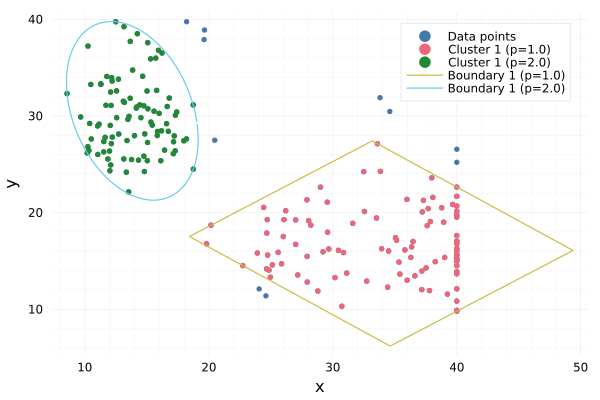 40
30
20
10
y
10
20
30
40
50
x
Data points
Cluster 1 (p=1.0)
Cluster 1 (p=2.0)
Boundary 1 (p=1.0)
Boundary 1 (p=2.0)